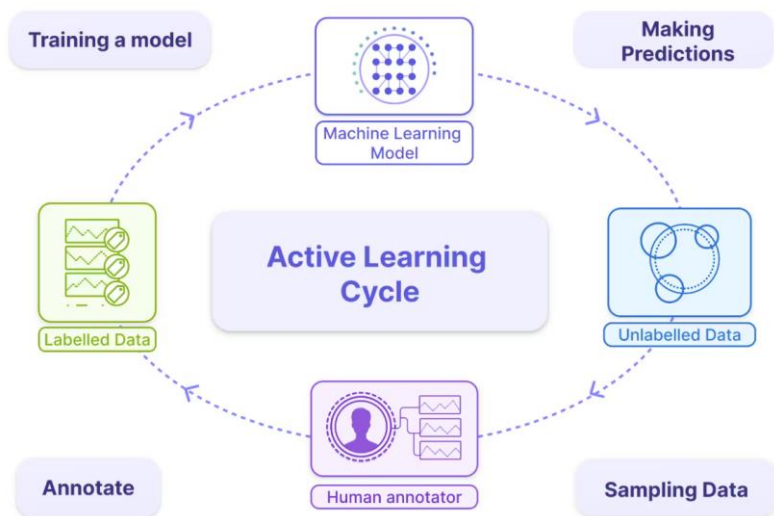 Training a model
Making
Predictions
Machine Learning
Model
Active Learning
Cycle
Labelled Data
Unlabelled Data
Human annotator
Annotate
Sampling Data